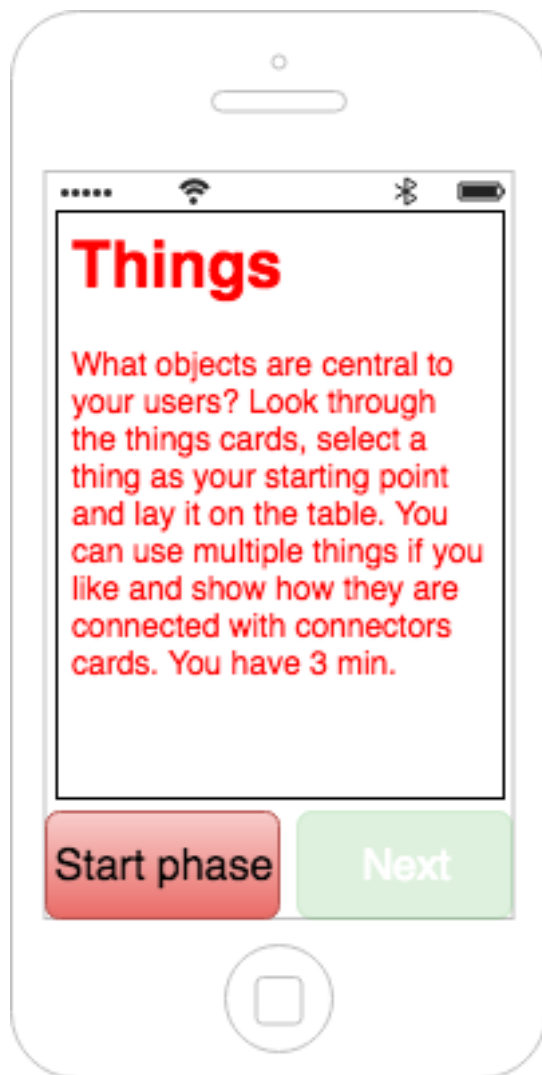 Things
What objects are central to
your users? Look through
the things cards, select a
thing as your starting point
and lay it on the table. You
can use multiple things if you
like and show how they are
connected with connectors
cards. You have 3 min.
Start phase
Next